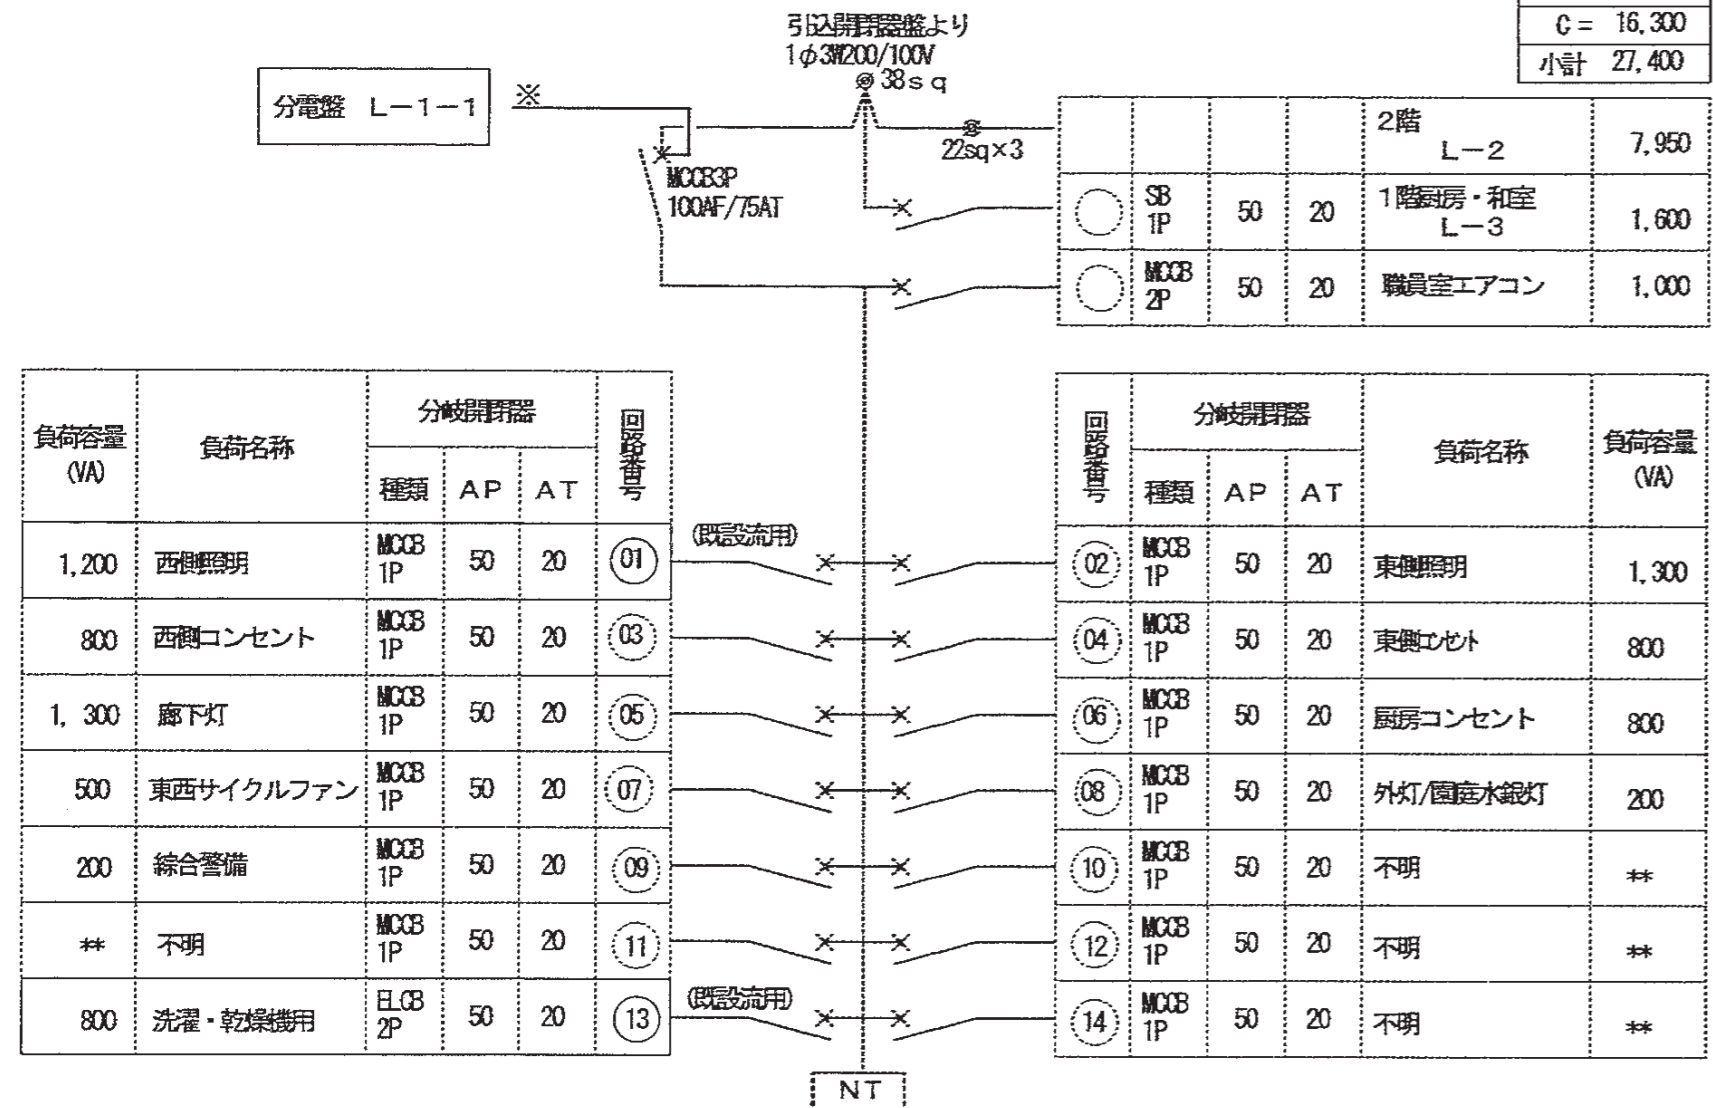 引込開閉器盤より
1φ3W200/100V
38sq
C= 16,300
小計 27,400
分電盤 L-1-1
※
22sq×3
MCCB3P
100AF/75AT
2階
L-2
7,950
SB
1P
50
20
1階厨房・和室
L-3
1,600
MCCB
2P
50
20
職員室エアコン
1,000
負荷容量
(VA)
負荷名称
分岐開閉器
種類
AP
AT
回路番号
回路番号
分岐開閉器
種類
AP
AT
負荷名称
負荷容量
(VA)
1,200
西側照明
MCCB
1P
50
20
01
(既設流用)
02
MCCB
1P
50
20
東側照明
1,300
800
西側コンセント
MCCB
1P
50
20
03
04
MCCB
1P
50
20
東側コンセント
800
1,300
廊下灯
MCCB
1P
50
20
05
06
MCCB
1P
50
20
厨房コンセント
800
500
東西サイクルファン
MCCB
1P
50
20
07
08
MCCB
1P
50
20
外灯/園庭水銀灯
200
200
綜合警備
MCCB
1P
50
20
09
10
MCCB
1P
50
20
不明
**
**
不明
MCCB
1P
50
20
11
12
MCCB
1P
50
20
不明
**
800
洗濯・乾燥機用
ELCB
2P
50
20
13
(既設流用)
14
MCCB
1P
50
20
不明
**
NT